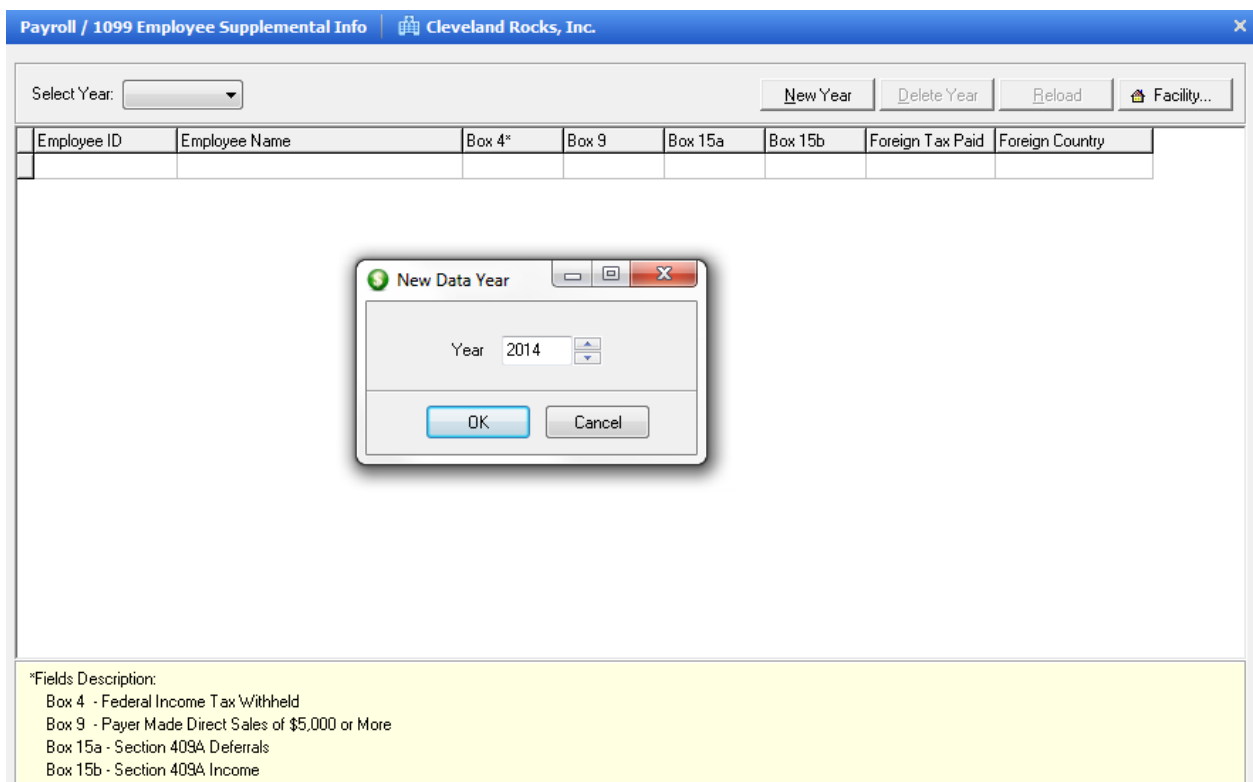 Payroll / 1099 Employee Supplemental Info Cleveland Rocks, Inc.
Select Year: New Year Delete Year Reload Facility...
Employee ID Employee Name Box 4* Box 9 Box 15a Box 15b Foreign Tax Paid Foreign Country
New Data Year
Year 2014
OK Cancel
*Fields Description:
Box 4 - Federal Income Tax Withheld
Box 9 - Payer Made Direct Sales of $5,000 or More
Box 15a - Section 409A Deferrals
Box 15b - Section 409A Income